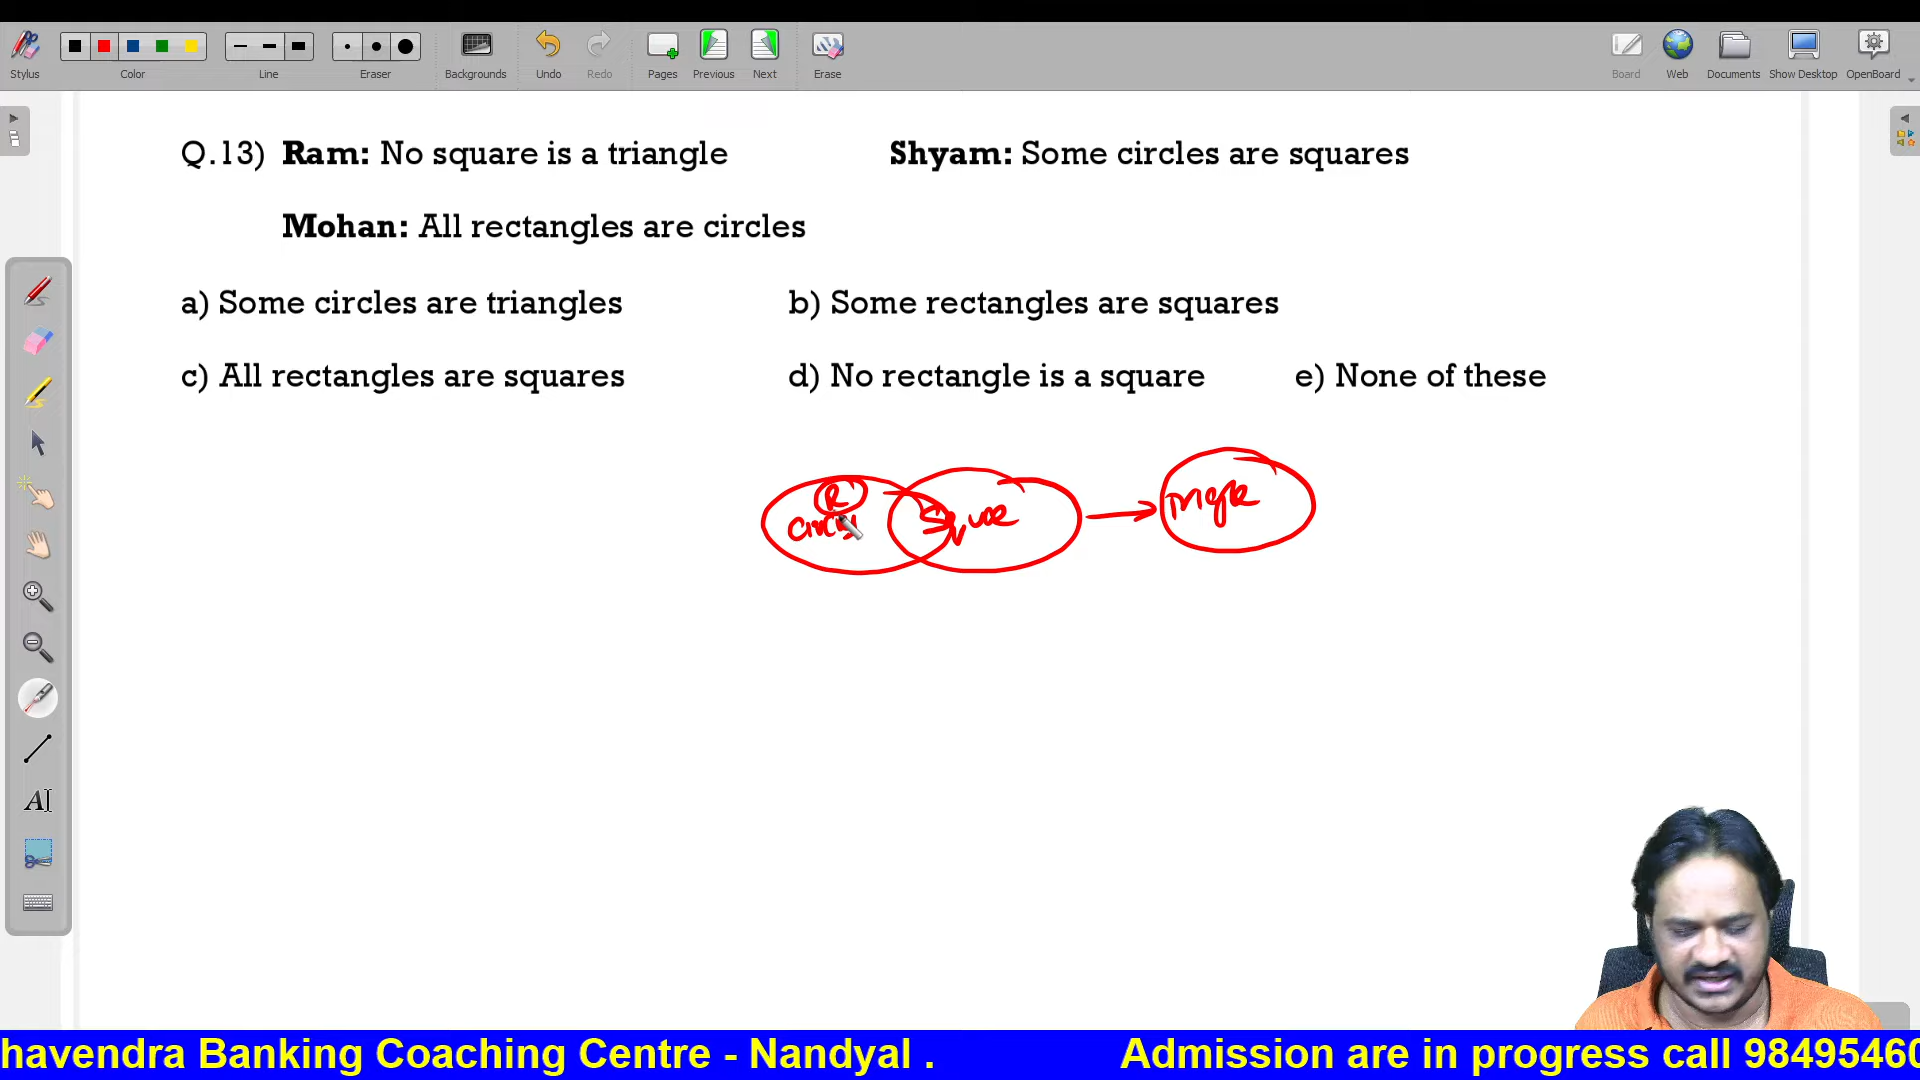 Stylus Color Line Eraser Backgrounds Undo Redo Pages Previous Next Erase Board Web Documents Show Desktop OpenBoard
Q.13) Ram: No square is a triangle Shyam: Some circles are squares
Mohan: All rectangles are circles
a) Some circles are triangles b) Some rectangles are squares
c) All rectangles are squares d) No rectangle is a square e) None of these
R
havendra Banking Coaching Centre - Nandyal . Admission are in progress call 98495460